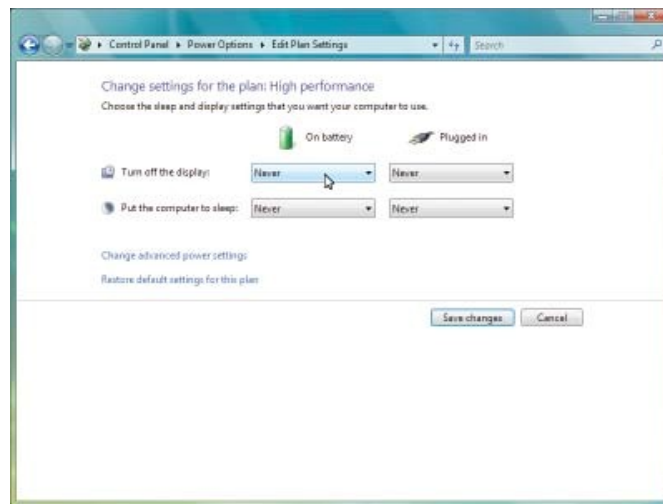 Control Panel ▸ Power Options ▸ Edit Plan Settings Search
Change settings for the plan: High performance
Choose the sleep and display settings that you want your computer to use.
On battery Plugged in
Turn off the display: Never Never
Put the computer to sleep: Never Never
Change advanced power settings
Restore default settings for this plan
Save changes Cancel